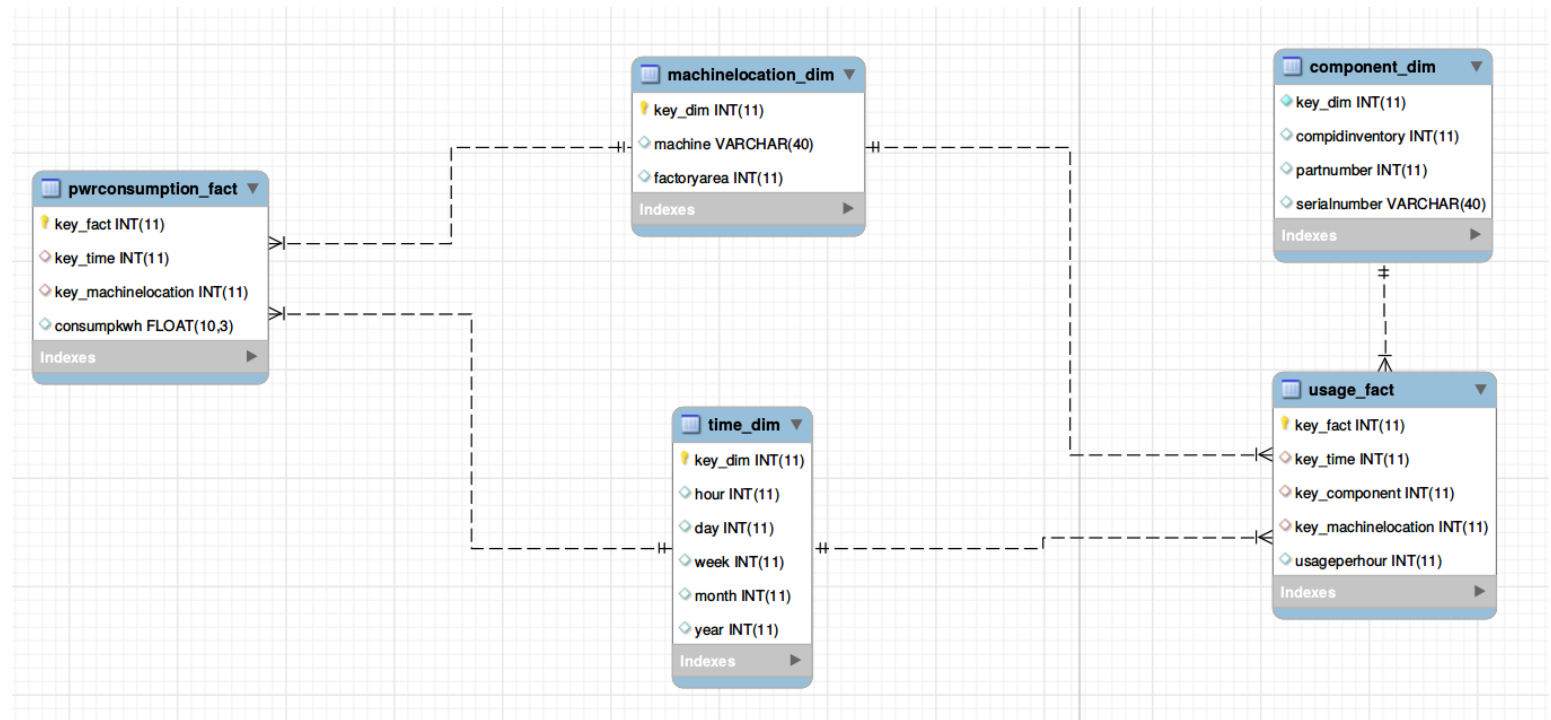 machinelocation_dim
key_dim INT(11)
machine VARCHAR(40)
factoryarea INT(11)
Indexes
component_dim
key_dim INT(11)
compidinventory INT(11)
partnumber INT(11)
serialnumber VARCHAR(40)
Indexes
pwrconsumption_fact
key_fact INT(11)
key_time INT(11)
key_machinelocation INT(11)
consumpkwh FLOAT(10,3)
Indexes
time_dim
key_dim INT(11)
hour INT(11)
day INT(11)
week INT(11)
month INT(11)
year INT(11)
Indexes
usage_fact
key_fact INT(11)
key_time INT(11)
key_component INT(11)
key_machinelocation INT(11)
usageperhour INT(11)
Indexes